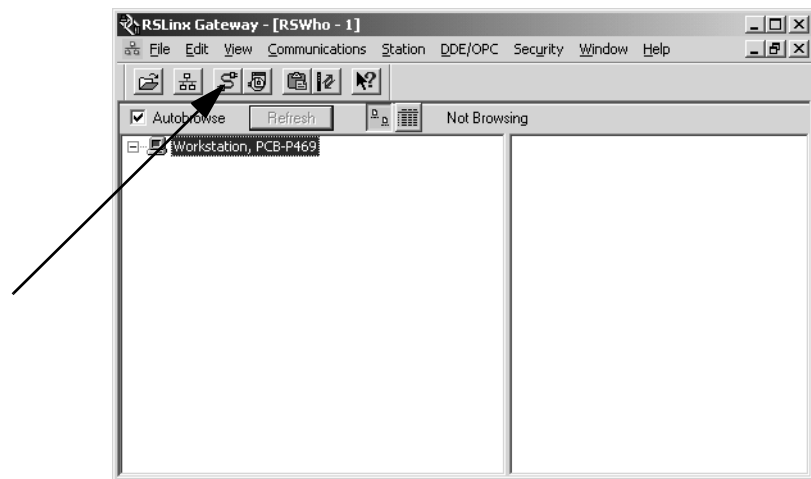 RSLinx Gateway - [RSWho - 1]
File Edit View Communications Station DDE/OPC Security Window Help
Autobrowse Refresh Not Browsing
Workstation, PCB-P469